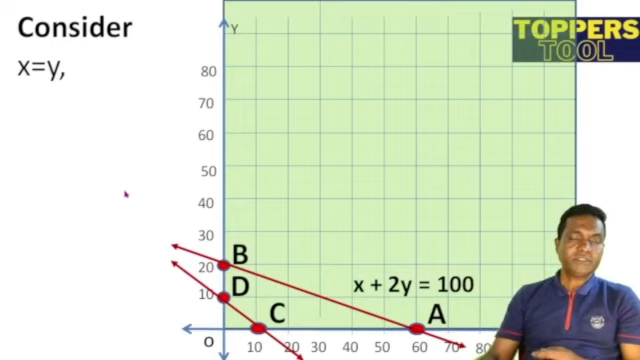 Consider
x=y,
TOPPERS
TOOL
Y
80
70
60
50
40
30
B
20
D
10
x + 2y = 100
C
A
O
10 20 30 40 50 60 70 80